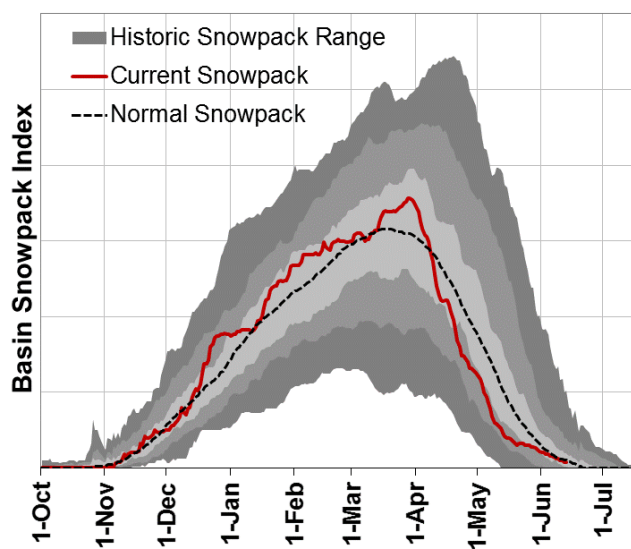 Historic Snowpack Range
Current Snowpack
Normal Snowpack
Basin Snowpack Index
1-Oct
1-Nov
1-Dec
1-Jan
1-Feb
1-Mar
1-Apr
1-May
1-Jun
1-Jul